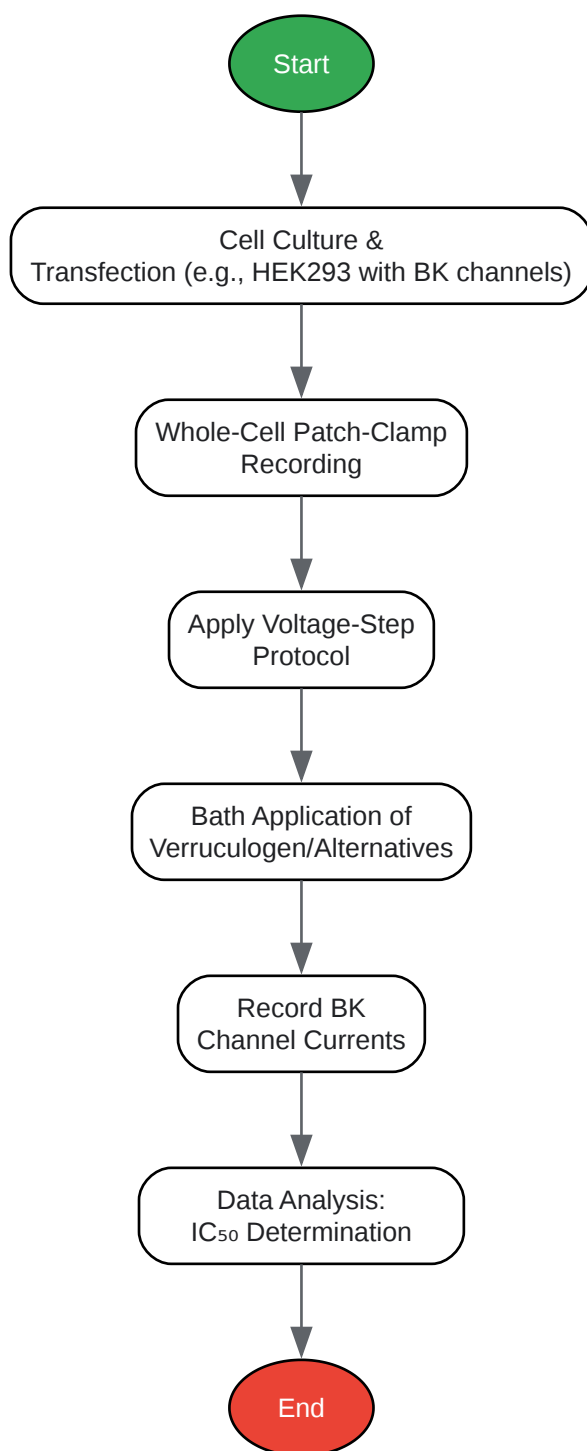 Start
Cell Culture &
Transfection (e.g., HEK293 with BK channels)
Whole-Cell Patch-Clamp
Recording
Apply Voltage-Step
Protocol
Bath Application of
Verruculogen/Alternatives
Record BK
Channel Currents
Data Analysis:
IC₅₀ Determination
End